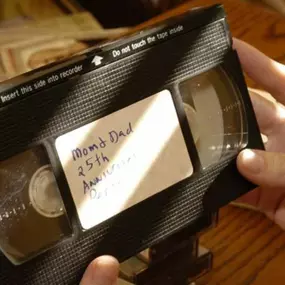 Insert this side into recorder
Do not touch the tape inside
Mom & Dad
25th
Anniversary